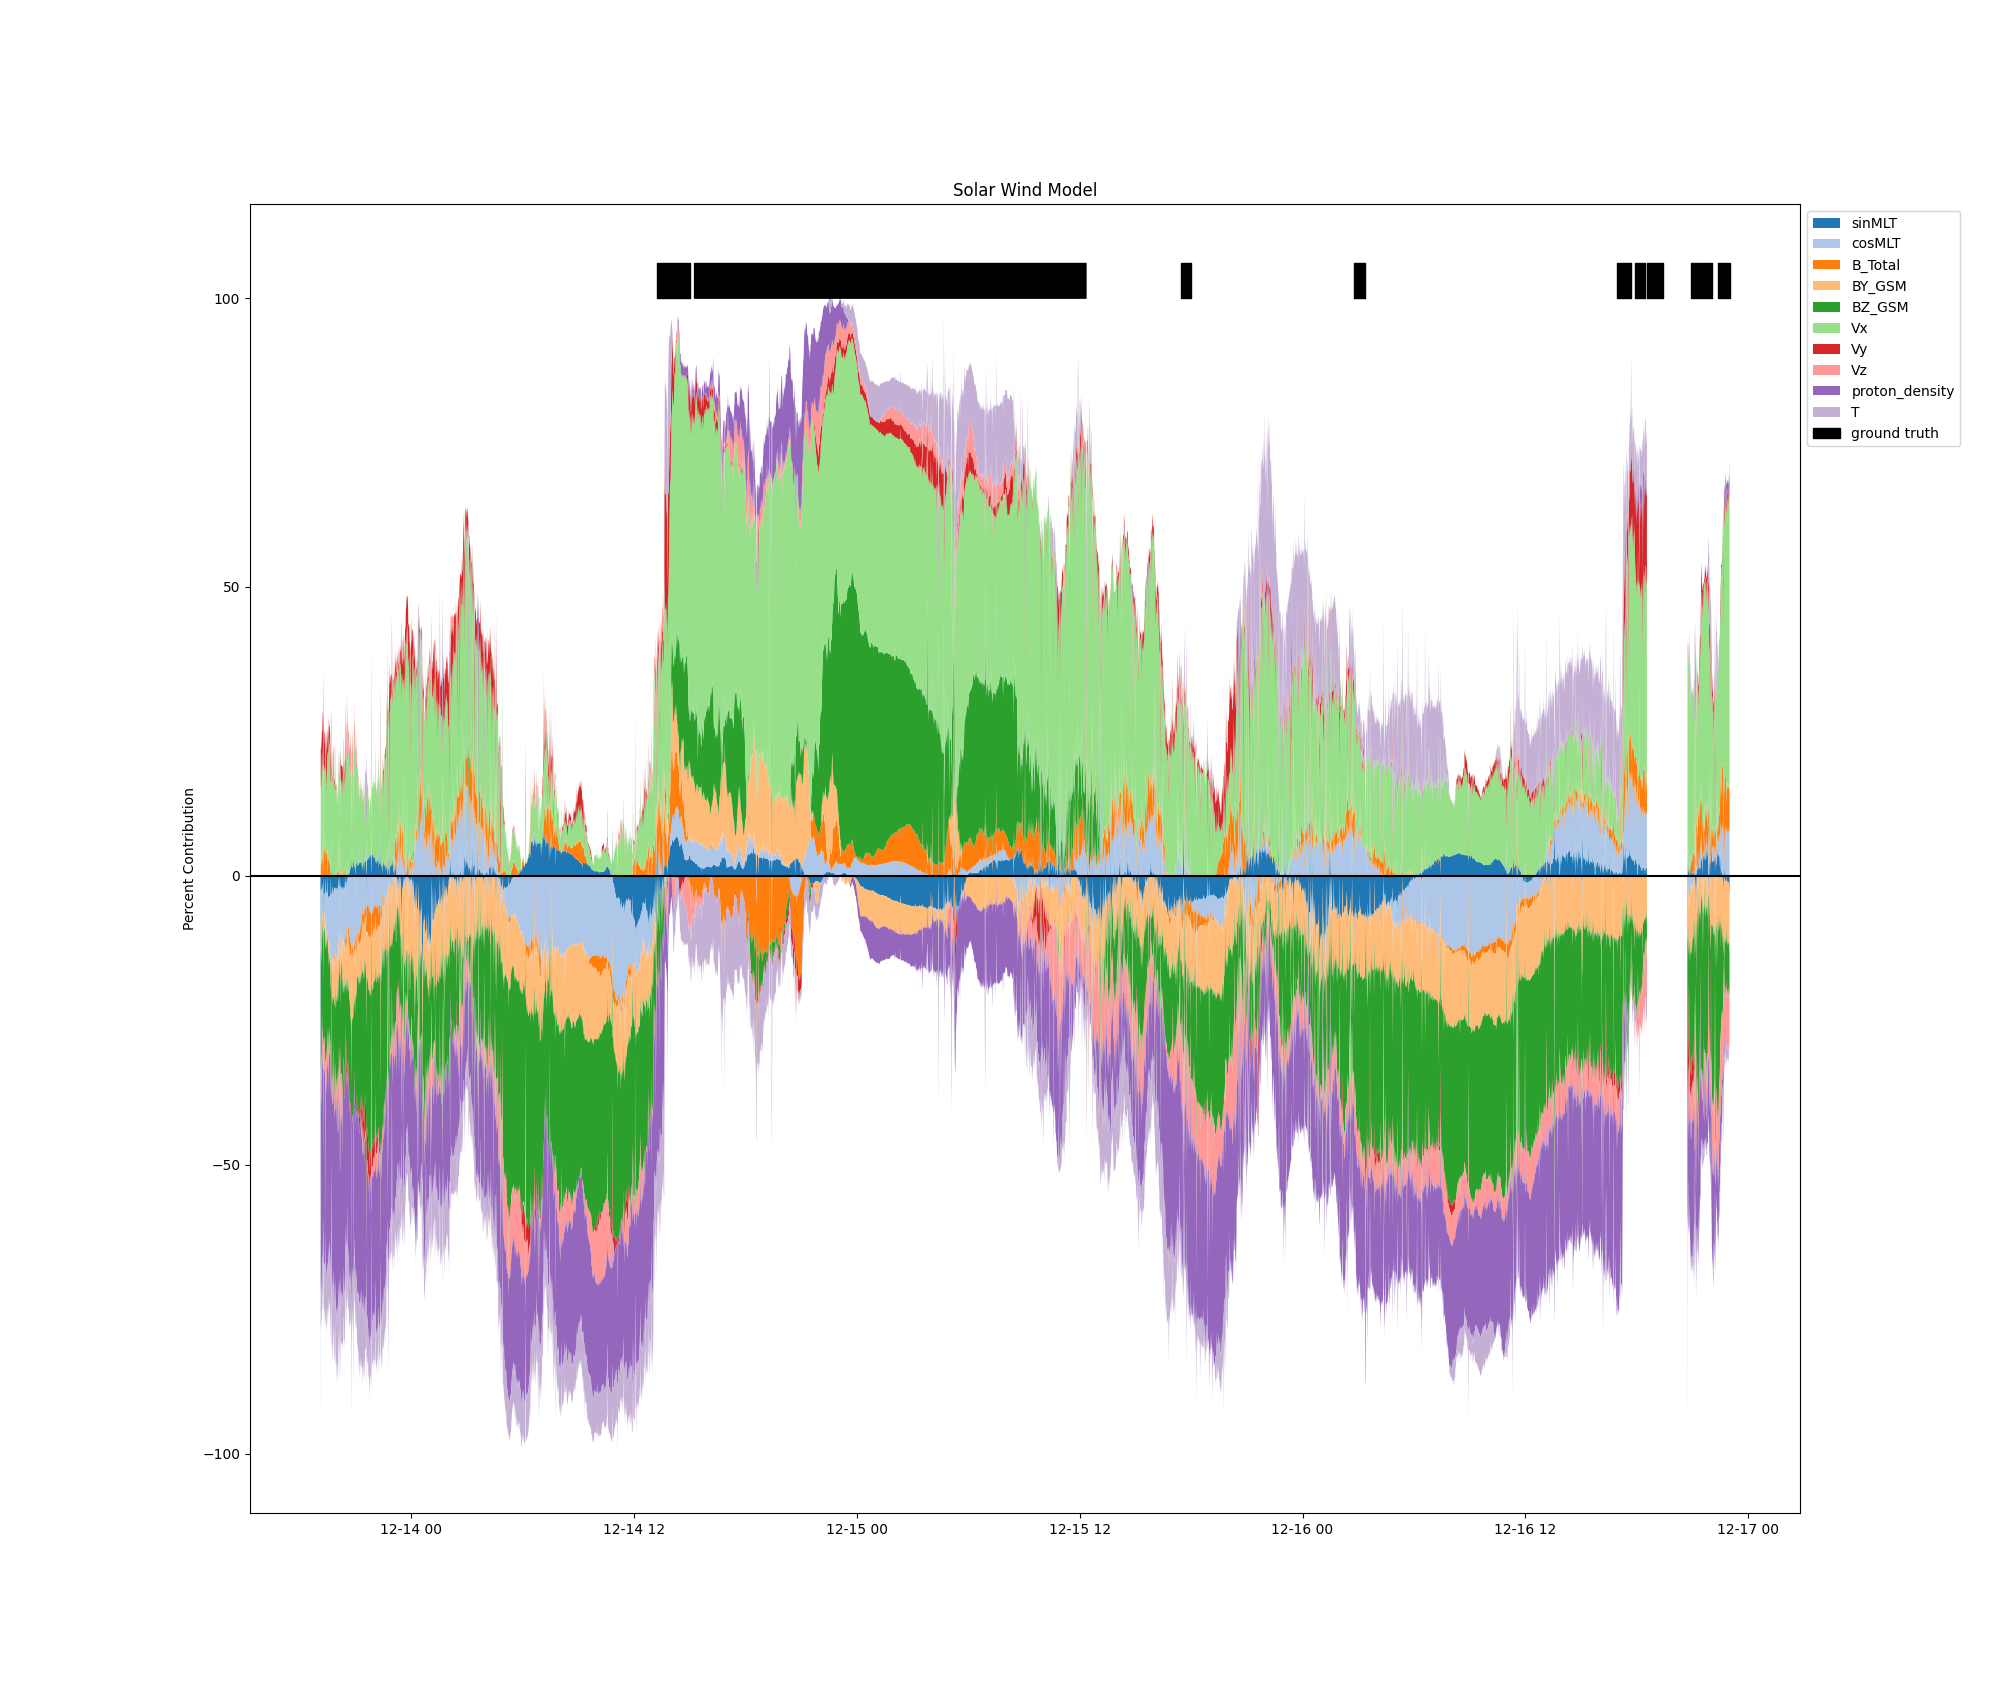 Solar Wind Model
sinMLT
cosMLT
B_Total
BY_GSM
BZ_GSM
Vx
Vy
Vz
proton_density
T
ground truth
Percent Contribution
100
50
0
−50
−100
12-14 00
12-14 12
12-15 00
12-15 12
12-16 00
12-16 12
12-17 00